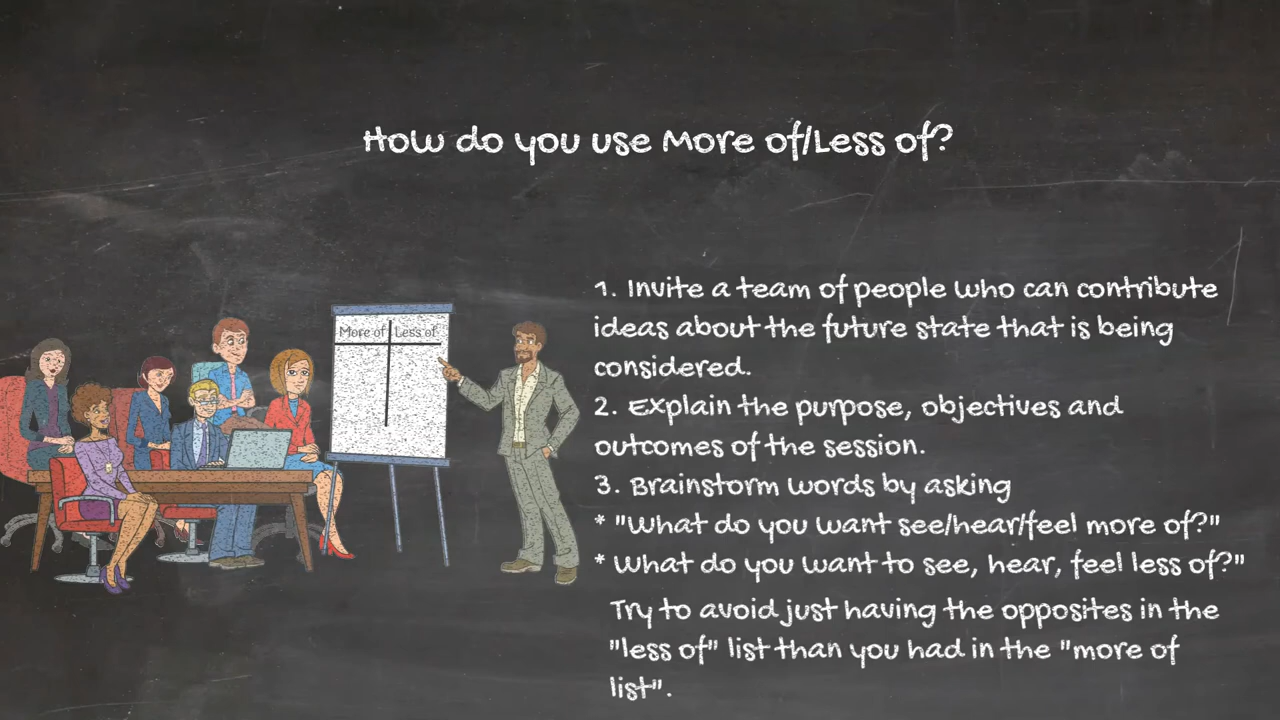 How do you use More of/Less of?
More of Less of
1. Invite a team of people who can contribute
ideas about the future state that is being
considered.
2. Explain the purpose, objectives and
outcomes of the session.
3. Brainstorm words by asking
* "What do you want see/hear/feel more of?"
* What do you want to see, hear, feel less of?"
Try to avoid just having the opposites in the
"less of" list than you had in the "more of
list".